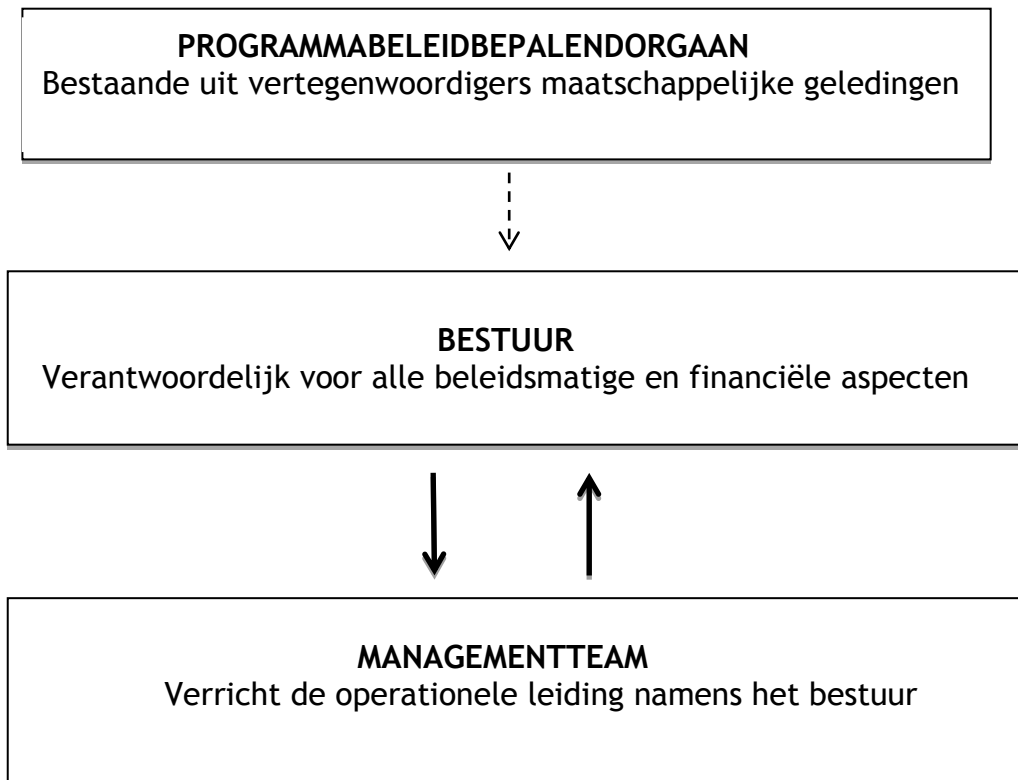 PROGRAMMABELEIDBEPALENDORGAAN
Bestaande uit vertegenwoordigers maatschappelijke geledingen
BESTUUR
Verantwoordelijk voor alle beleidsmatige en financiële aspecten
MANAGEMENTTEAM
Verricht de operationele leiding namens het bestuur